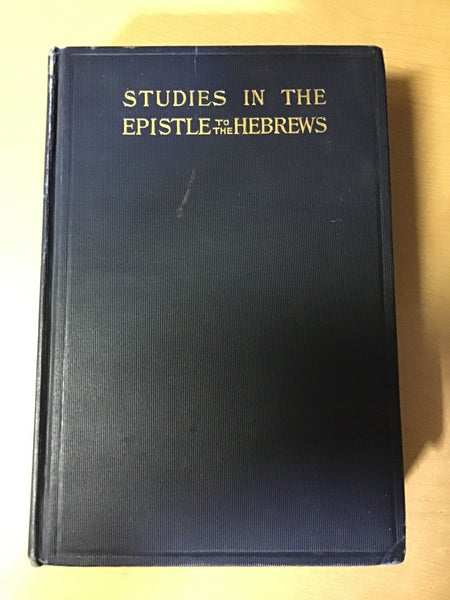 STUDIES IN THE
EPISTLE TO THE HEBREWS